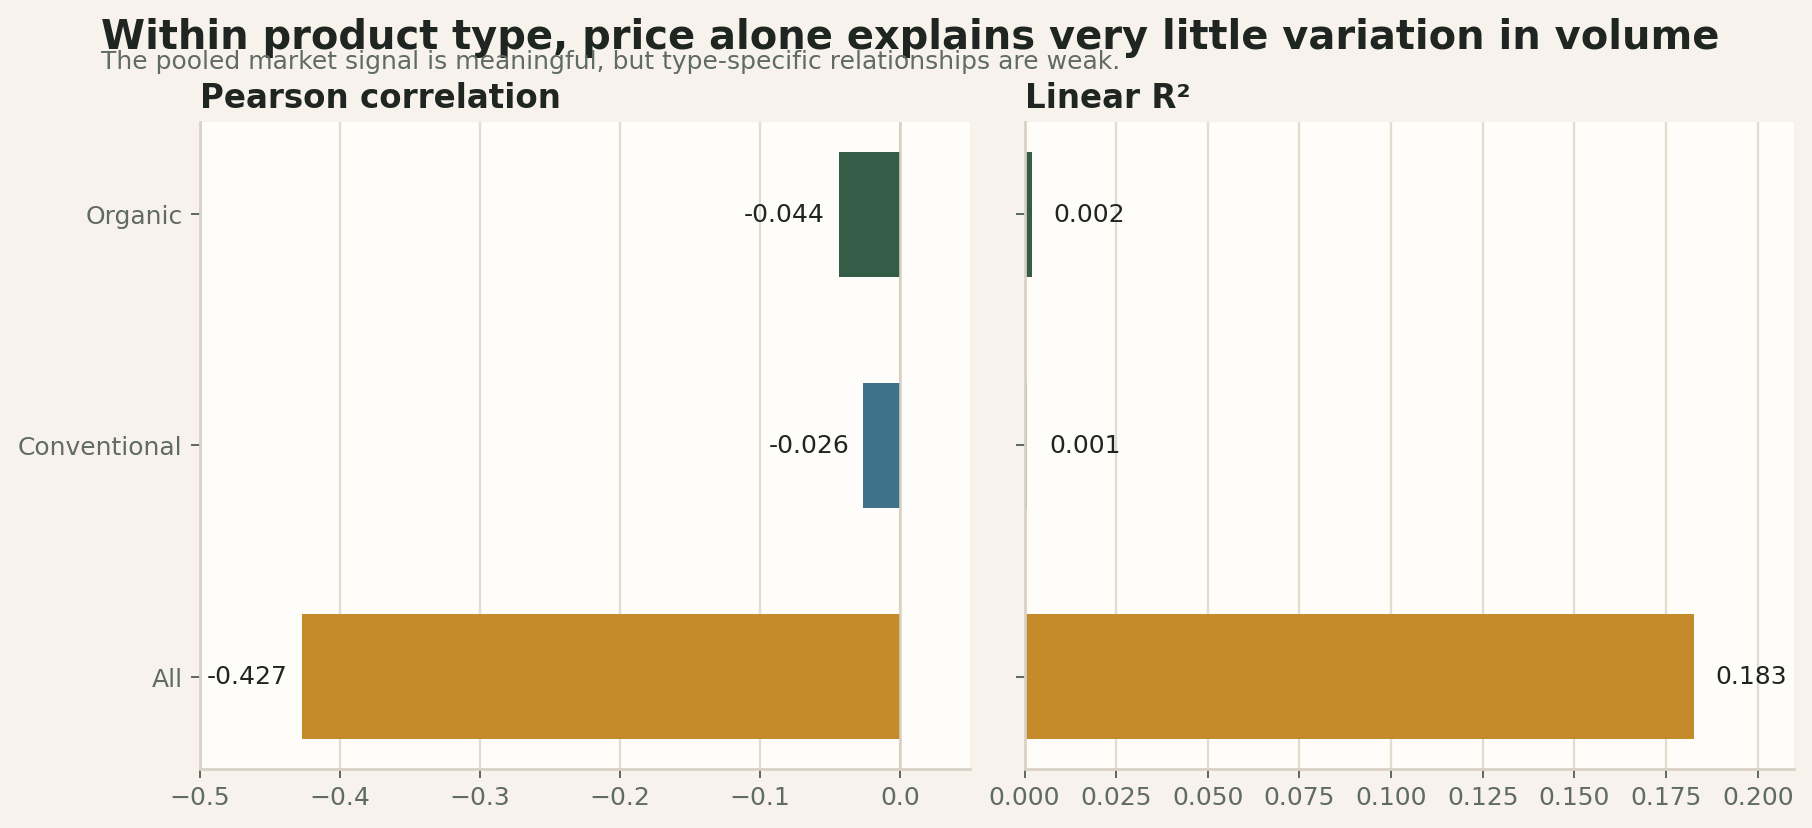 Within product type, price alone explains very little variation in volume
The pooled market signal is meaningful, but type-specific relationships are weak.
Pearson correlation
Linear R²
Organic
-0.044
0.002
Conventional
-0.026
0.001
All
-0.427
0.183
−0.5 −0.4 −0.3 −0.2 −0.1 0.0
0.000 0.025 0.050 0.075 0.100 0.125 0.150 0.175 0.200